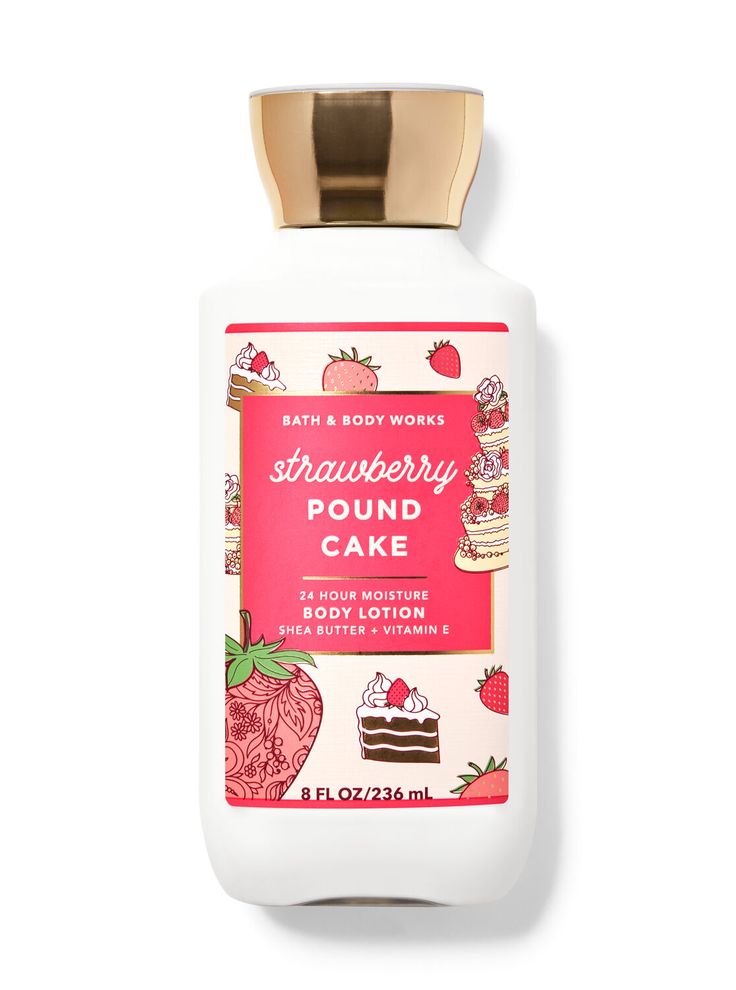 BATH & BODY WORKS
strawberry
POUND
CAKE
24 HOUR MOISTURE
BODY LOTION
SHEA BUTTER + VITAMIN E
8 FL OZ/236 mL